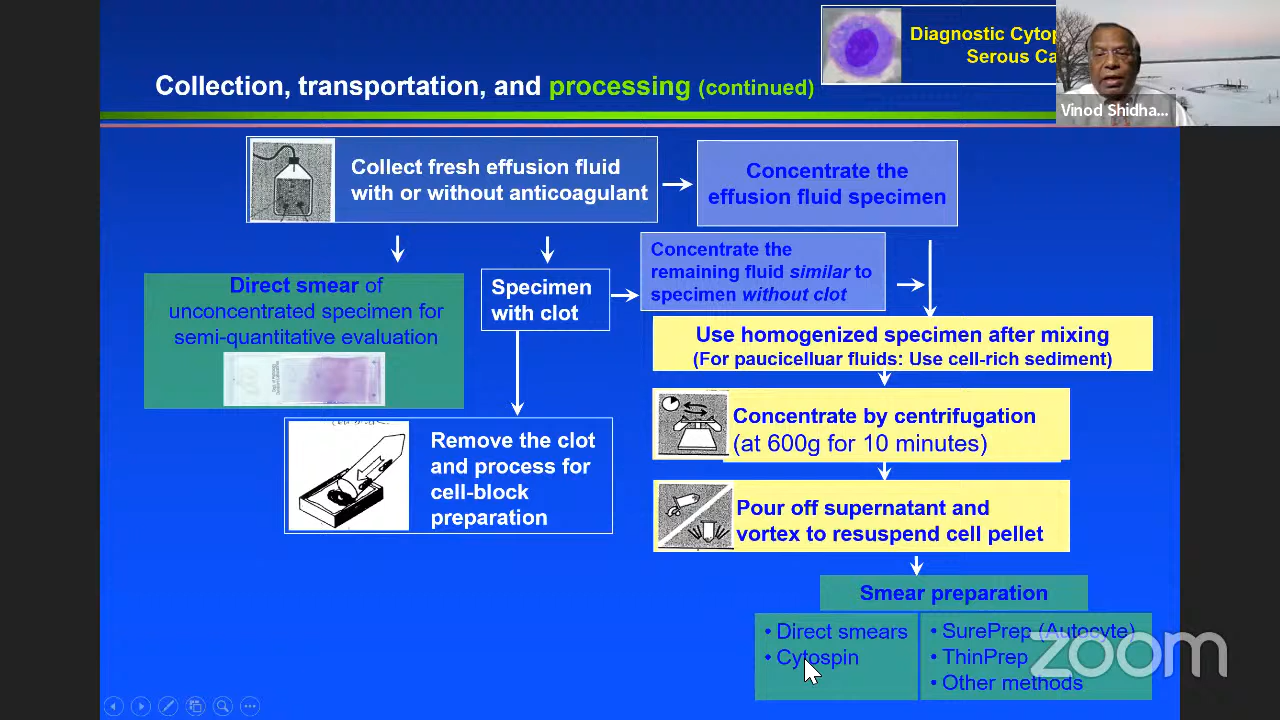 Diagnostic Cytop
Serous Ca
Vinod Shidha...
Collection, transportation, and processing (continued)
Collect fresh effusion fluid
with or without anticoagulant
Concentrate the
effusion fluid specimen
Direct smear of
unconcentrated specimen for
semi-quantitative evaluation
Specimen
with clot
Concentrate the
remaining fluid similar to
specimen without clot
Use homogenized specimen after mixing
(For paucicelluar fluids: Use cell-rich sediment)
Remove the clot
and process for
cell-block
preparation
Concentrate by centrifugation
(at 600g for 10 minutes)
Pour off supernatant and
vortex to resuspend cell pellet
Smear preparation
• Direct smears
• Cytospin
• SurePrep (Autocyte)
• ThinPrep
• Other methods
zoom